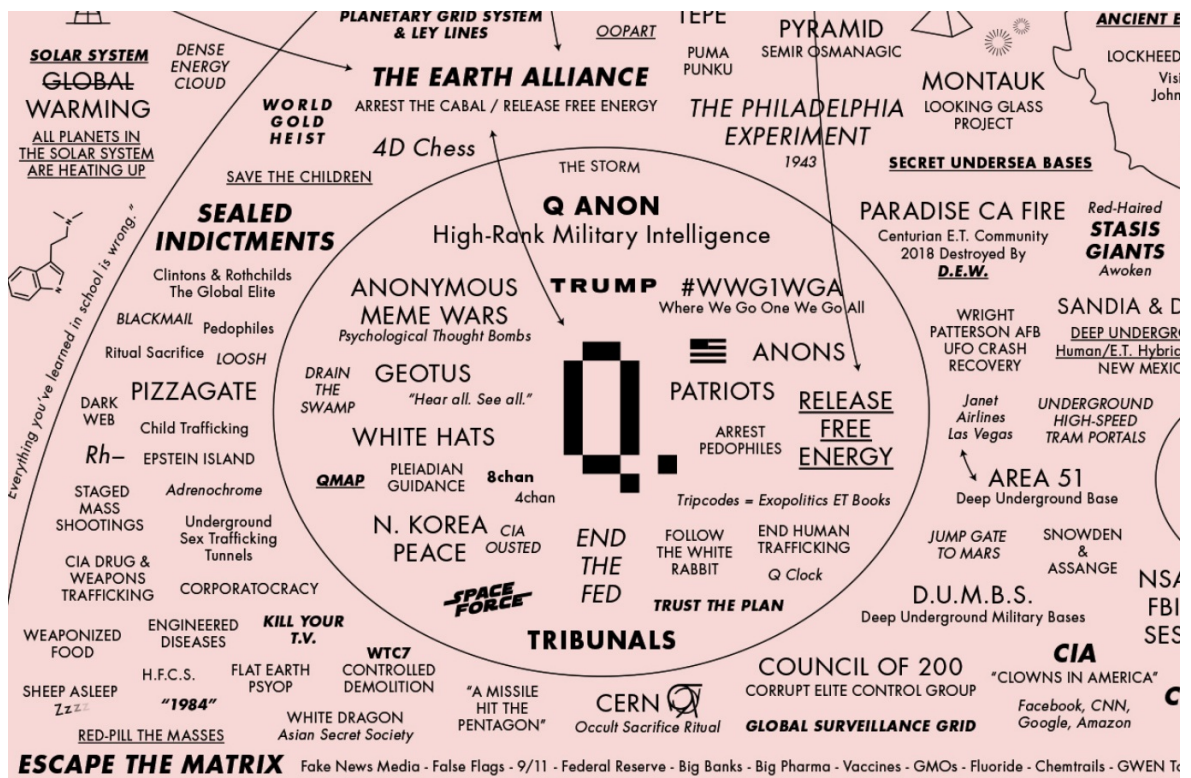 PLANETARY GRID SYSTEM
& LEY LINES
OOPART
TEPE
PUMA
PUNKU
PYRAMID
SEMIR OSMANAGIC
SOLAR SYSTEM
GLOBAL
WARMING
ALL PLANETS IN
THE SOLAR SYSTEM
ARE HEATING UP
DENSE
ENERGY
CLOUD
WORLD
GOLD
HEIST
THE EARTH ALLIANCE
ARREST THE CABAL / RELEASE FREE ENERGY
4D Chess
SAVE THE CHILDREN
THE PHILADELPHIA
EXPERIMENT
1943
MONTAUK
LOOKING GLASS
PROJECT
SECRET UNDERSEA BASES
ANCIENT E
LOCKHEED
Visi
John
Everything you've learned in school is wrong."
SEALED
INDICTMENTS
Clintons & Rothchilds
The Global Elite
BLACKMAIL
Pedophiles
Ritual Sacrifice
LOOSH
PIZZAGATE
DARK
WEB
Child Trafficking
Rh–
EPSTEIN ISLAND
STAGED
MASS
SHOOTINGS
Adrenochrome
Underground
Sex Trafficking
Tunnels
CIA DRUG &
WEAPONS
TRAFFICKING
CORPORATOCRACY
THE STORM
Q ANON
High-Rank Military Intelligence
ANONYMOUS
MEME WARS
Psychological Thought Bombs
TRUMP
#WWG1WGA
Where We Go One We Go All
ANONS
DRAIN
THE
SWAMP
GEOTUS
"Hear all. See all."
Q.
PATRIOTS
RELEASE
FREE
ENERGY
WHITE HATS
ARREST
PEDOPHILES
QMAP
PLEIADIAN
GUIDANCE
8chan
4chan
Tripcodes = Exopolitics ET Books
N. KOREA
PEACE
CIA
OUSTED
END
THE
FED
FOLLOW
THE WHITE
RABBIT
END HUMAN
TRAFFICKING
Q Clock
SPACE
FORCE
TRUST THE PLAN
TRIBUNALS
PARADISE CA FIRE
Centurian E.T. Community
2018 Destroyed By
D.E.W.
Red-Haired
STASIS
GIANTS
Awoken
WRIGHT
PATTERSON AFB
UFO CRASH
RECOVERY
SANDIA & D
DEEP UNDERGR
Human/E.T. Hybrid
NEW MEXIC
Janet
Airlines
Las Vegas
UNDERGROUND
HIGH-SPEED
TRAM PORTALS
AREA 51
Deep Underground Base
JUMP GATE
TO MARS
SNOWDEN
&
ASSANGE
D.U.M.B.S.
Deep Underground Military Bases
NSA
FBI
SES
WEAPONIZED
FOOD
ENGINEERED
DISEASES
KILL YOUR
T.V.
H.F.C.S.
FLAT EARTH
PSYOP
WTC7
CONTROLLED
DEMOLITION
SHEEP ASLEEP
Zzzz
"1984"
RED-PILL THE MASSES
WHITE DRAGON
Asian Secret Society
"A MISSILE
HIT THE
PENTAGON"
CERN
Occult Sacrifice Ritual
COUNCIL OF 200
CORRUPT ELITE CONTROL GROUP
GLOBAL SURVEILLANCE GRID
CIA
"CLOWNS IN AMERICA"
Facebook, CNN,
Google, Amazon
C
ESCAPE THE MATRIX
Fake News Media - False Flags - 9/11 - Federal Reserve - Big Banks - Big Pharma - Vaccines - GMOs - Fluoride - Chemtrails - GWEN To